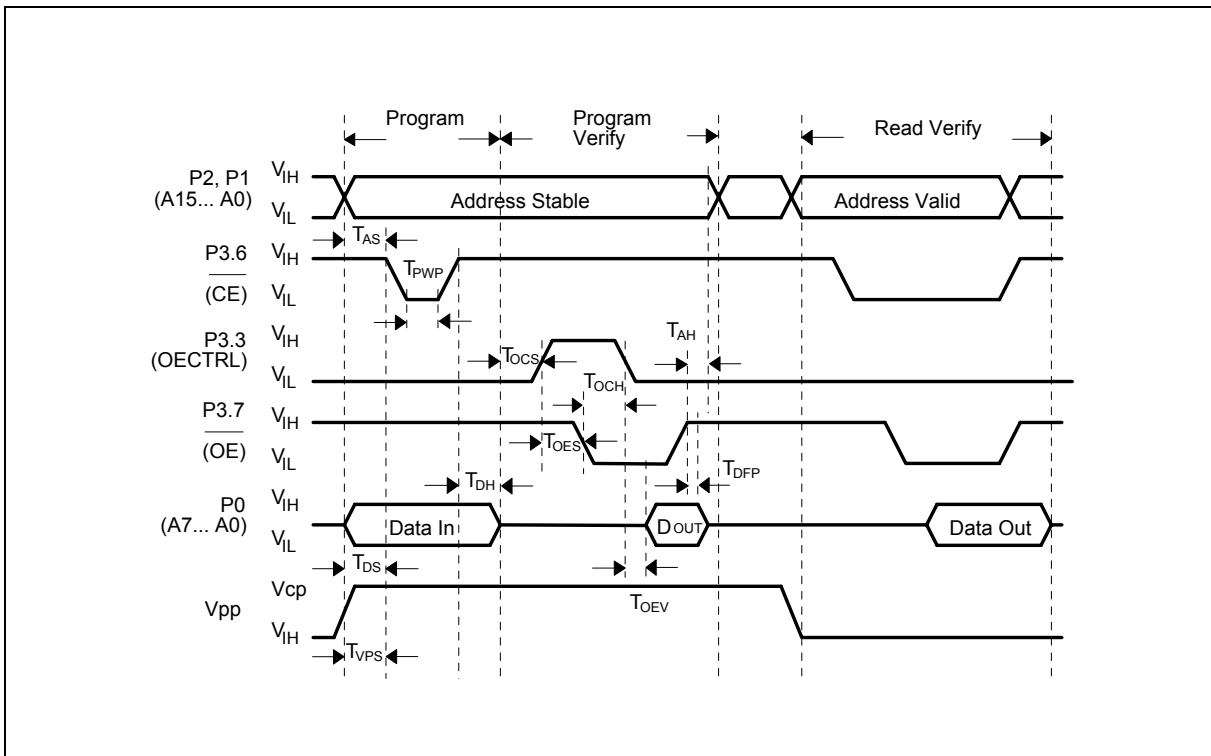 Program
Program
Verify
Read Verify
P2, P1
(A15... A0)
VIH
VIL
Address Stable
Address Valid
TAS
P3.6
(CE)
VIH
VIL
TPWP
P3.3
(OECTRL)
VIH
VIL
TOCS
TAH
TOCH
P3.7
(OE)
VIH
VIL
TOES
TDFP
TDH
P0
(A7... A0)
VIH
VIL
Data In
DOUT
Data Out
TDS
Vpp
Vcp
VIH
TOEV
TVPS